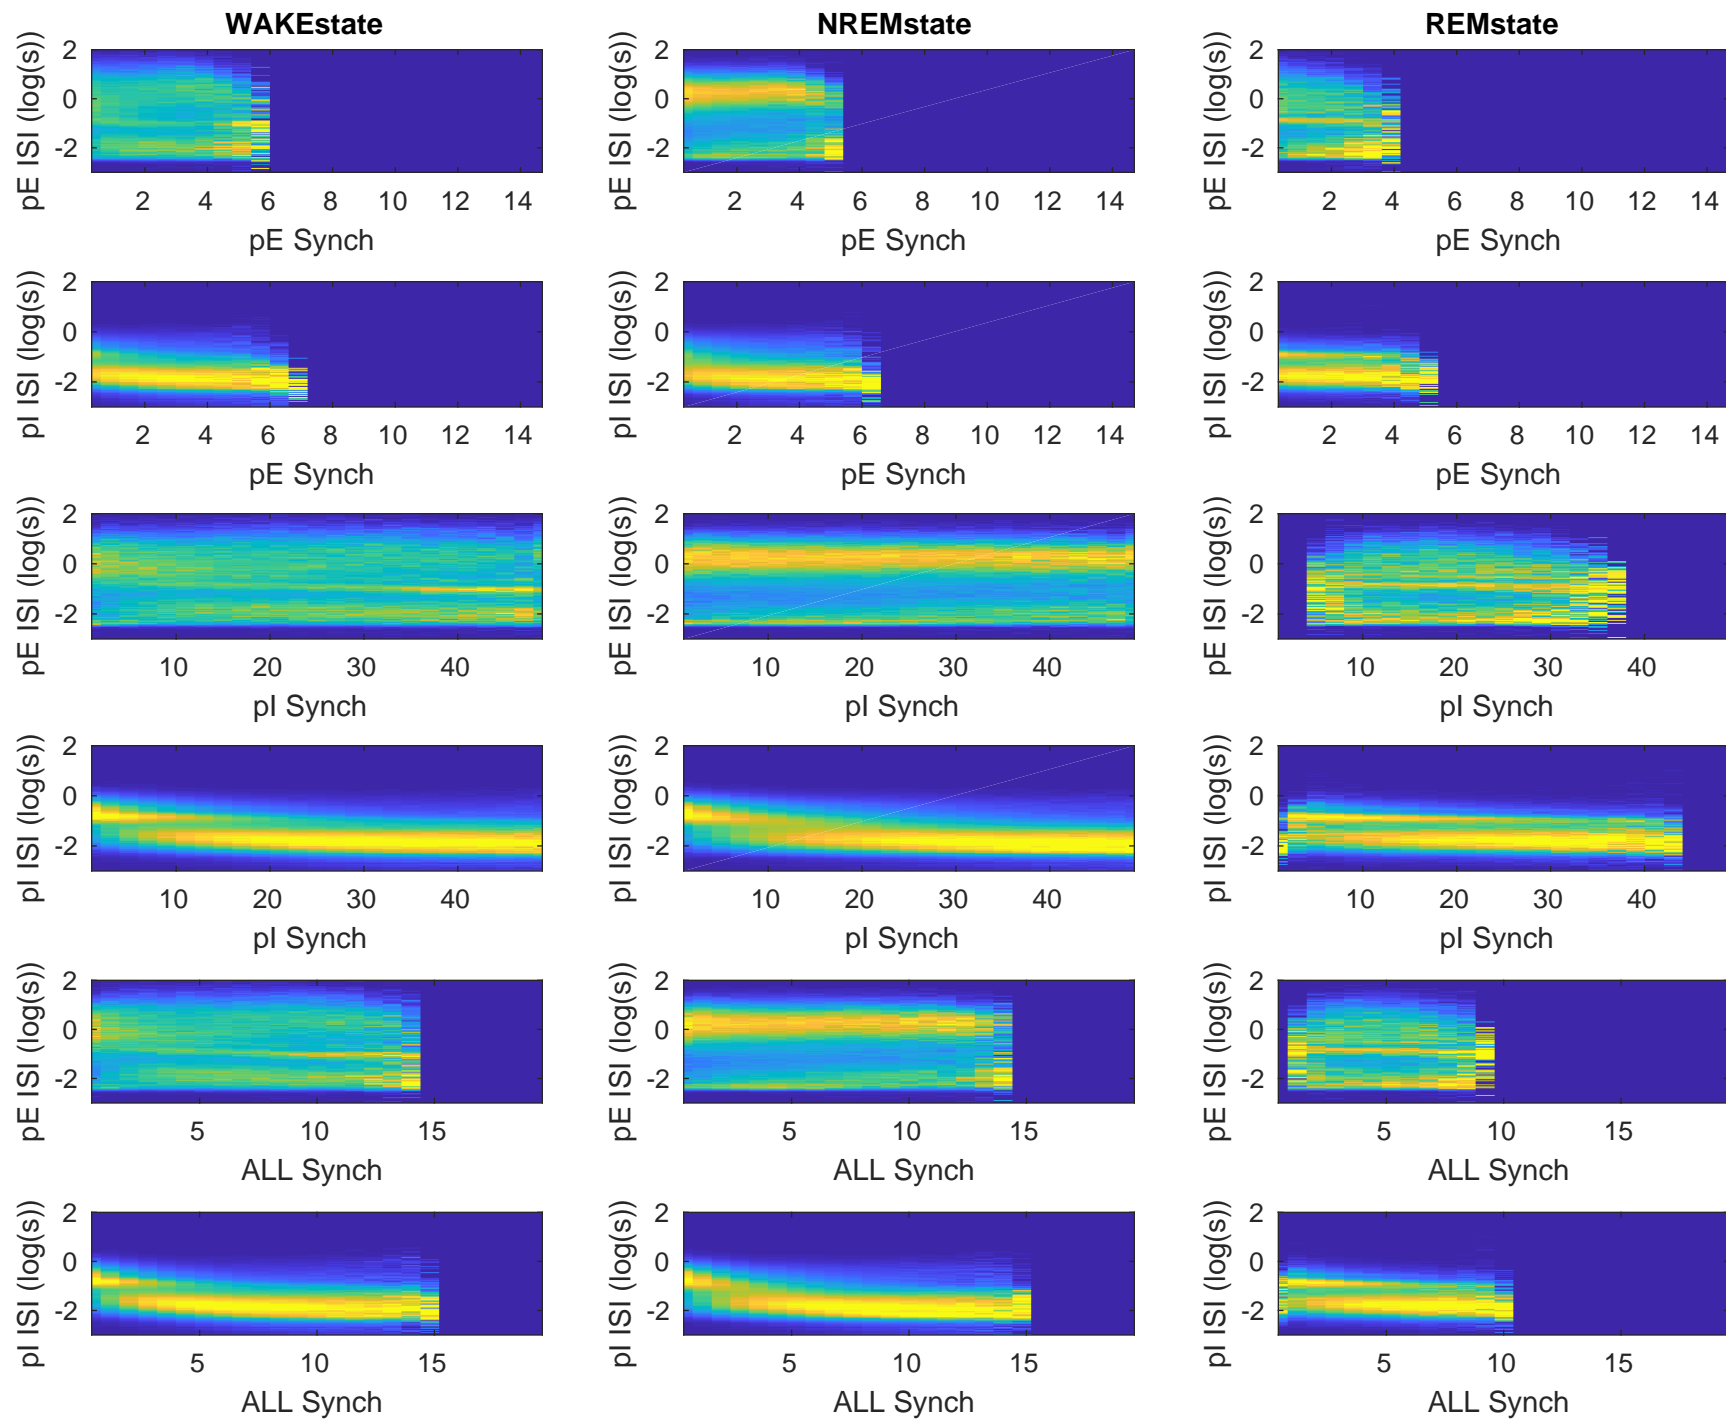 WAKEstate NREMstate REMstate
pE ISI (log(s)) 2 0 -2 pE ISI (log(s)) 2 0 -2 pE ISI (log(s)) 2 0 -2
2 4 6 8 10 12 14 2 4 6 8 10 12 14 2 4 6 8 10 12 14
pE Synch pE Synch pE Synch
pI ISI (log(s)) 2 0 -2 pI ISI (log(s)) 2 0 -2 pI ISI (log(s)) 2 0 -2
2 4 6 8 10 12 14 2 4 6 8 10 12 14 2 4 6 8 10 12 14
pE Synch pE Synch pE Synch
pE ISI (log(s)) 2 0 -2 pE ISI (log(s)) 2 0 -2 pE ISI (log(s)) 2 0 -2
10 20 30 40 10 20 30 40 10 20 30 40
pI Synch pI Synch pI Synch
pI ISI (log(s)) 2 0 -2 pI ISI (log(s)) 2 0 -2 pI ISI (log(s)) 2 0 -2
10 20 30 40 10 20 30 40 10 20 30 40
pI Synch pI Synch pI Synch
pE ISI (log(s)) 2 0 -2 pE ISI (log(s)) 2 0 -2 pE ISI (log(s)) 2 0 -2
5 10 15 5 10 15 5 10 15
ALL Synch ALL Synch ALL Synch
pI ISI (log(s)) 2 0 -2 pI ISI (log(s)) 2 0 -2 pI ISI (log(s)) 2 0 -2
5 10 15 5 10 15 5 10 15
ALL Synch ALL Synch ALL Synch